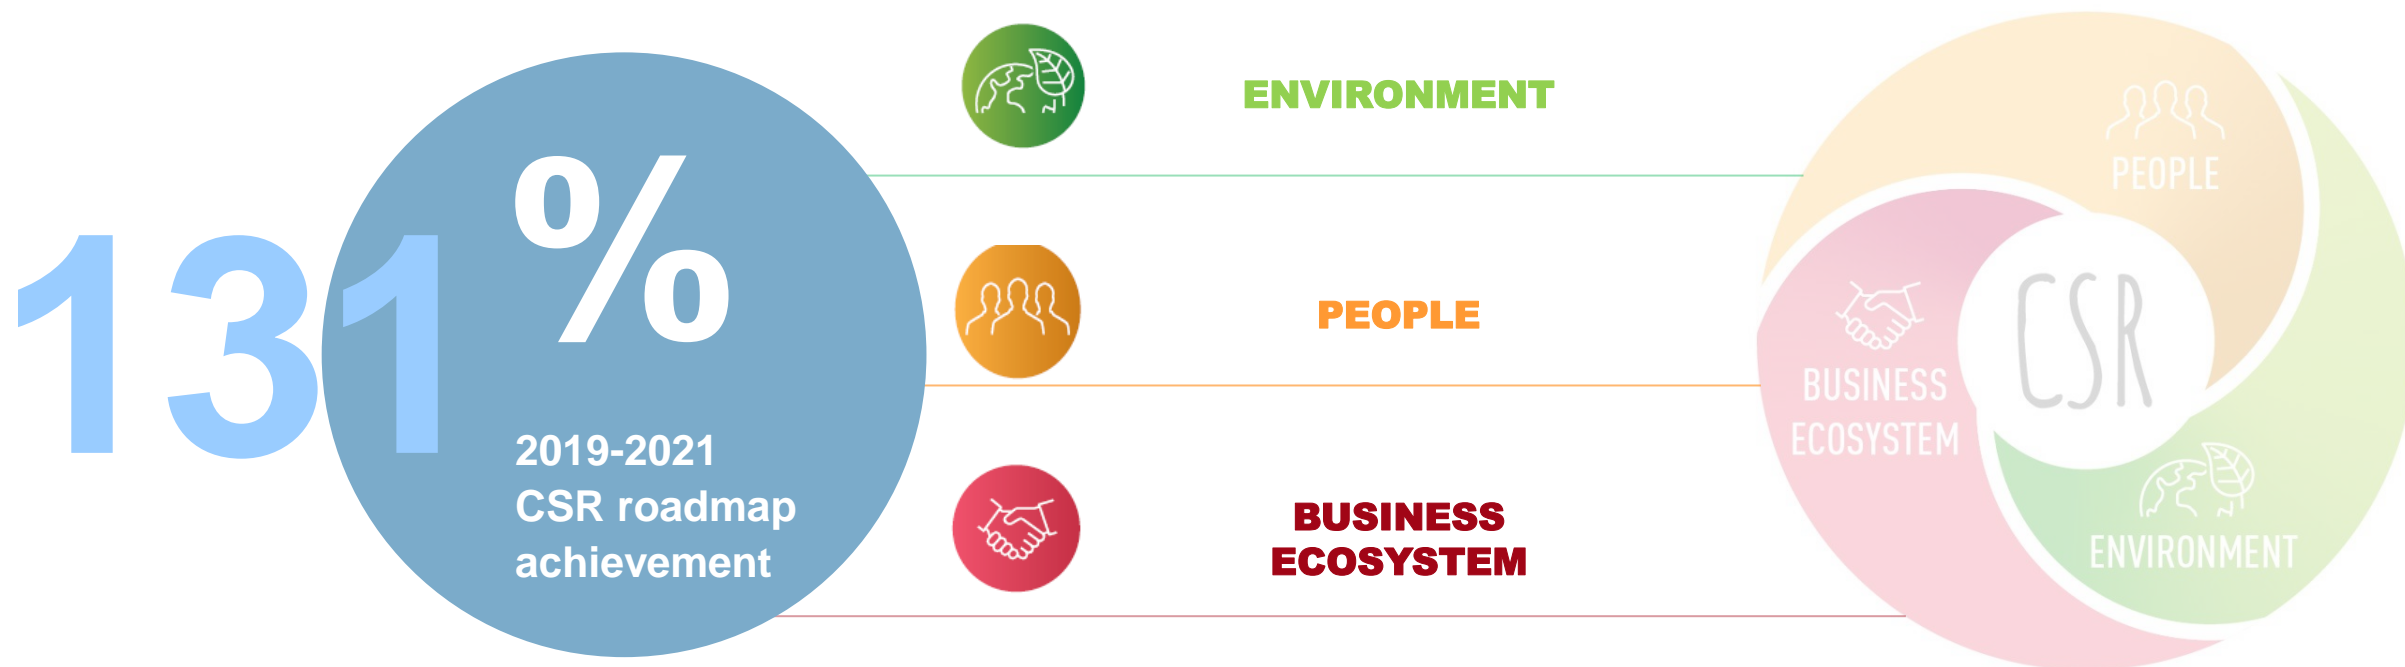 131
%
2019-2021
CSR roadmap
achievement
ENVIRONMENT
PEOPLE
BUSINESS
ECOSYSTEM
PEOPLE
BUSINESS
ECOSYSTEM
CSR
ENVIRONMENT